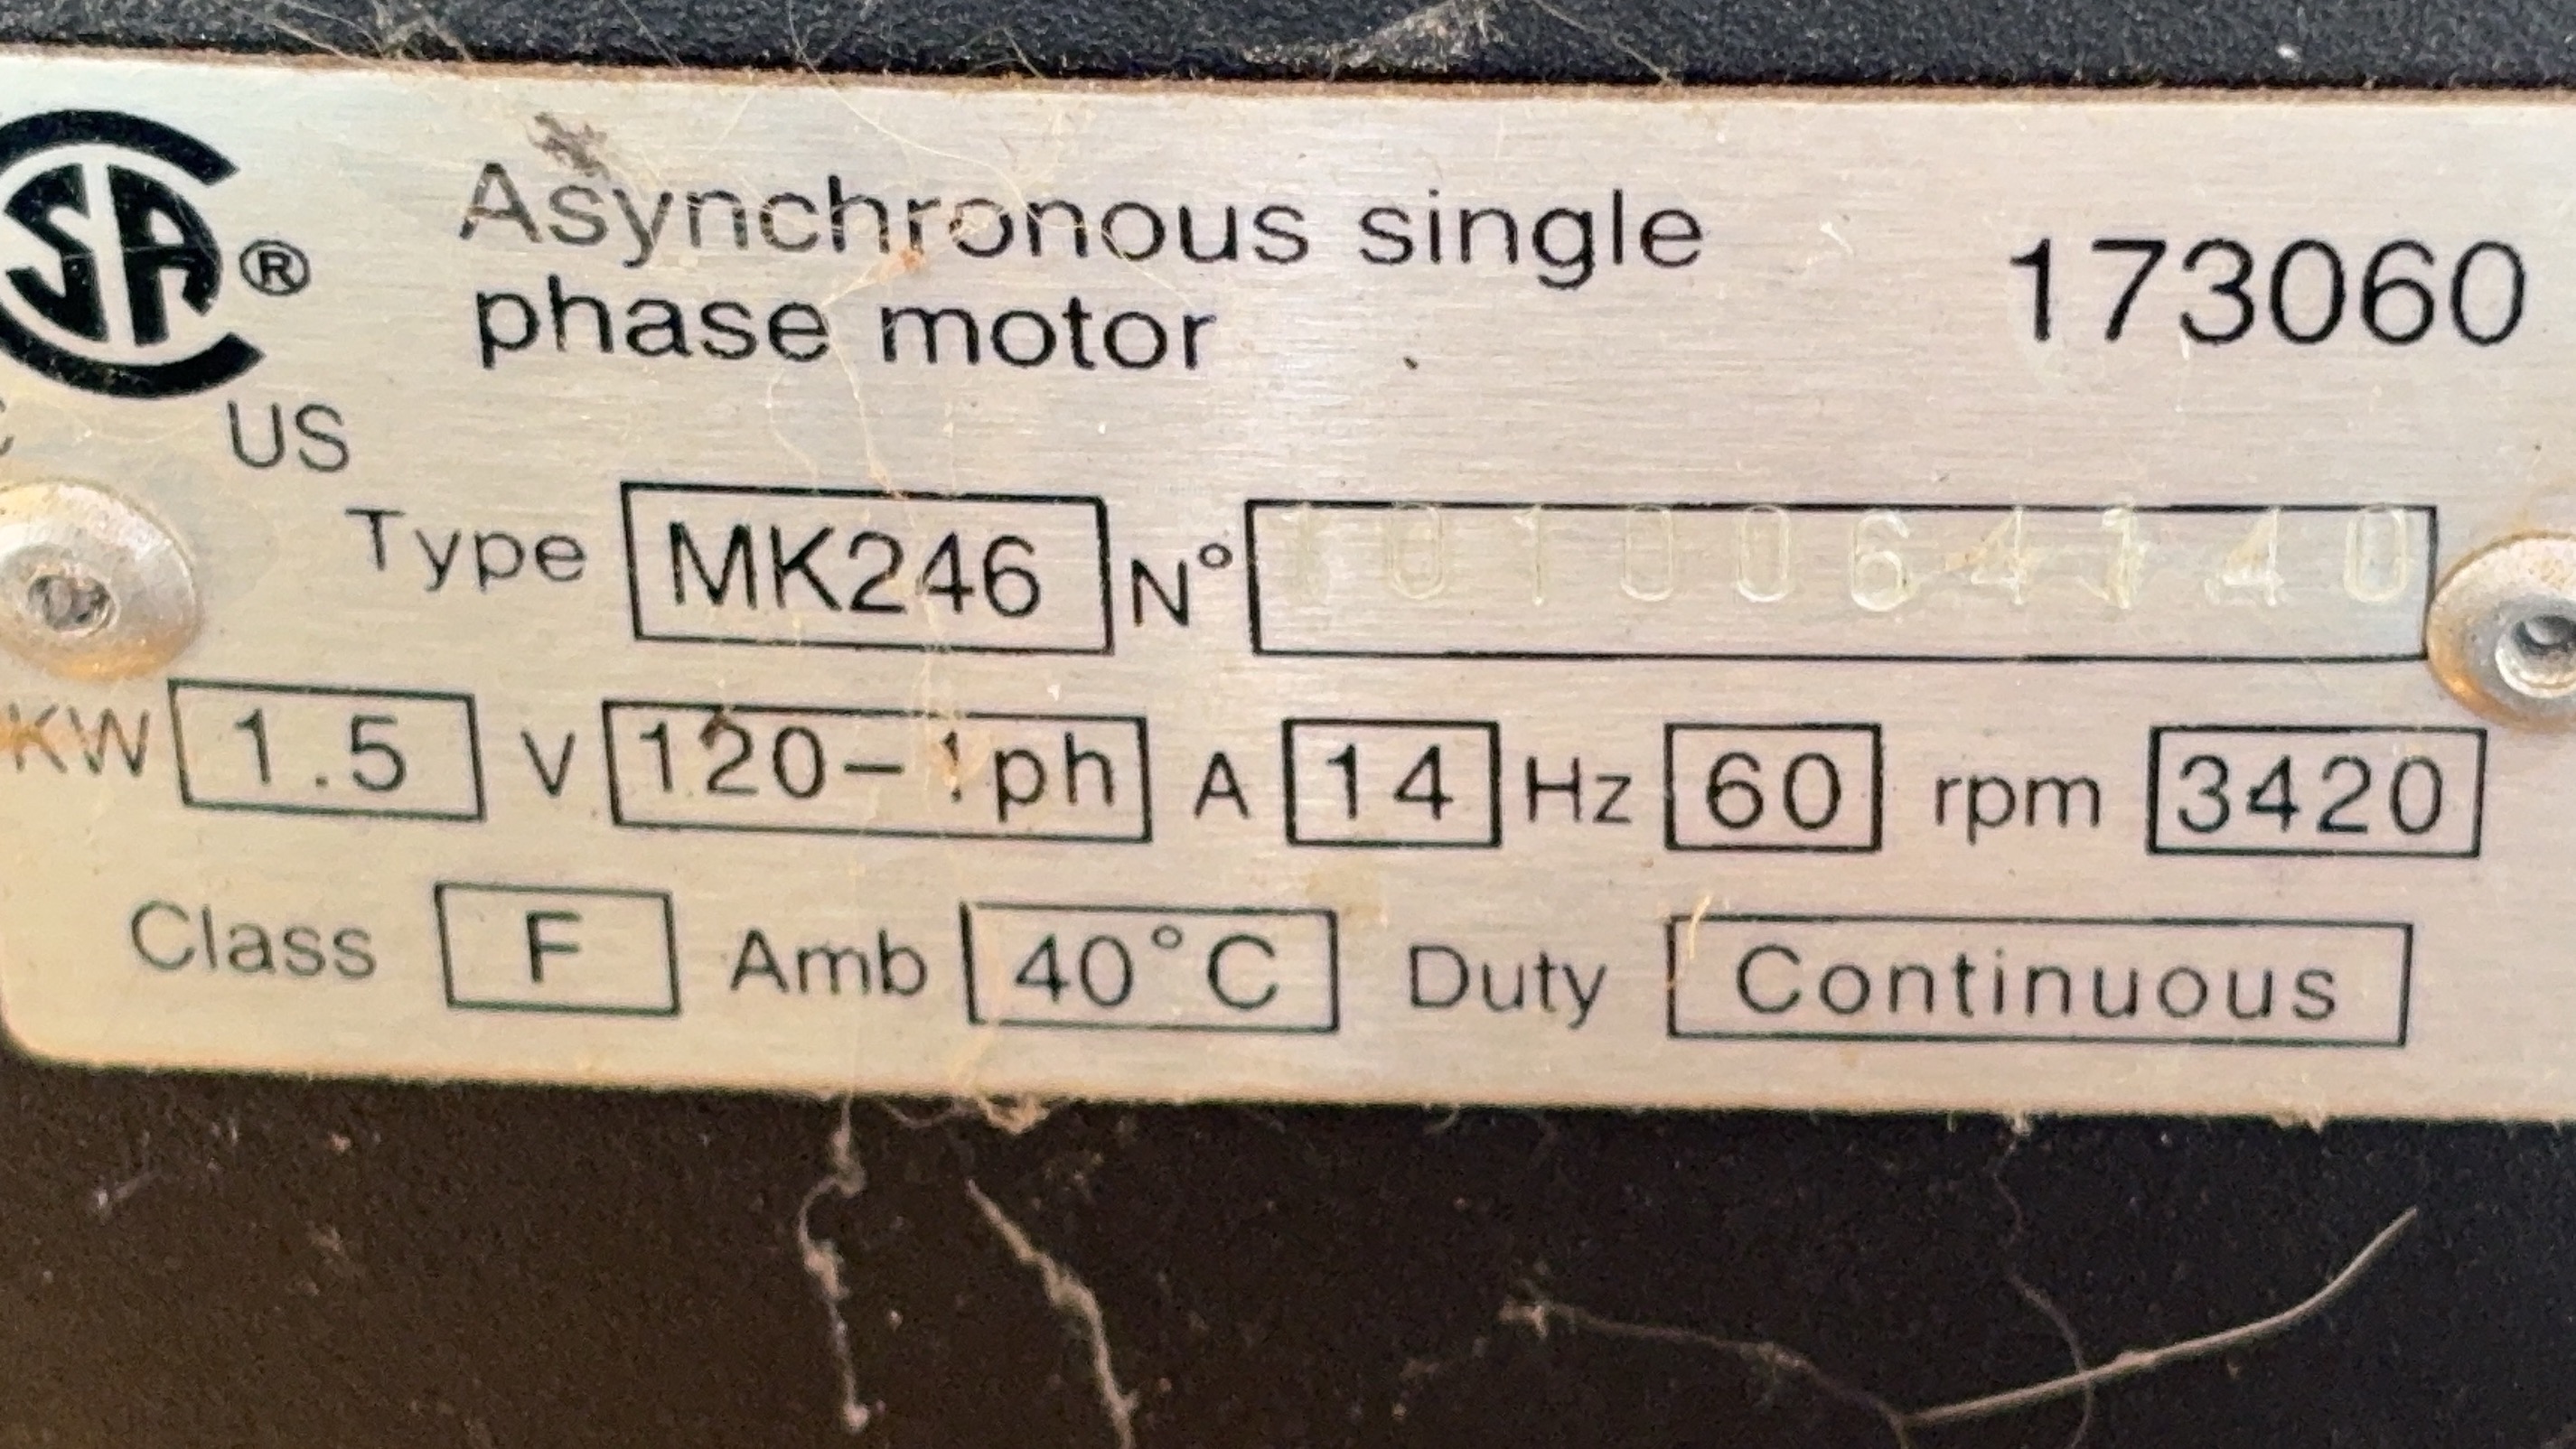 SA ®
Asynchronous single
phase motor
173060
US
Type MK246 N° 1010064140
KW 1.5 V 120-1ph A 14 Hz 60 rpm 3420
Class F Amb 40°C Duty Continuous